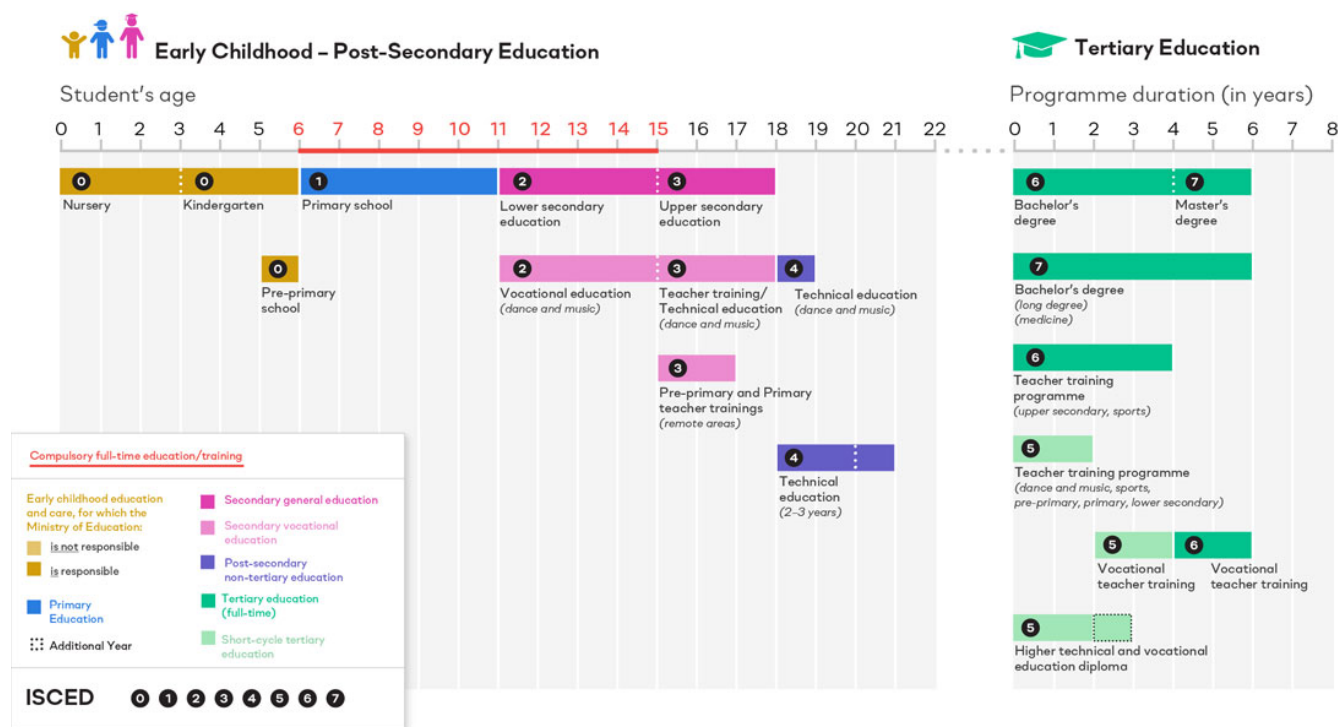 Early Childhood – Post-Secondary Education
Student's age
0 1 2 3 4 5 6 7 8 9 10 11 12 13 14 15 16 17 18 19 20 21 22
0 0 1 2 3
Nursery Kindergarten Primary school Lower secondary Upper secondary
education education
0 2 3 4
Pre-primary Vocational education Teacher training/ Technical education
school (dance and music) Technical education (dance and music)
(dance and music)
3
Pre-primary and Primary
teacher trainings
(remote areas)
4
Technical
education
(2–3 years)
Tertiary Education
Programme duration (in years)
0 1 2 3 4 5 6 7 8
6 7
Bachelor's Master's
degree degree
7
Bachelor's degree
(long degree)
(medicine)
6
Teacher training
programme
(upper secondary, sports)
5
Teacher training programme
(dance and music, sports,
pre-primary, primary, lower secondary)
5 6
Vocational Vocational
teacher training teacher training
5
Higher technical and vocational
education diploma
Compulsory full-time education/training
Early childhood education
and care, for which the
Ministry of Education:
is not responsible
is responsible
Primary
Education
Additional Year
Secondary general education
Secondary vocational
education
Post-secondary
non-tertiary education
Tertiary education
(full-time)
Short-cycle tertiary
education
ISCED 0 1 2 3 4 5 6 7